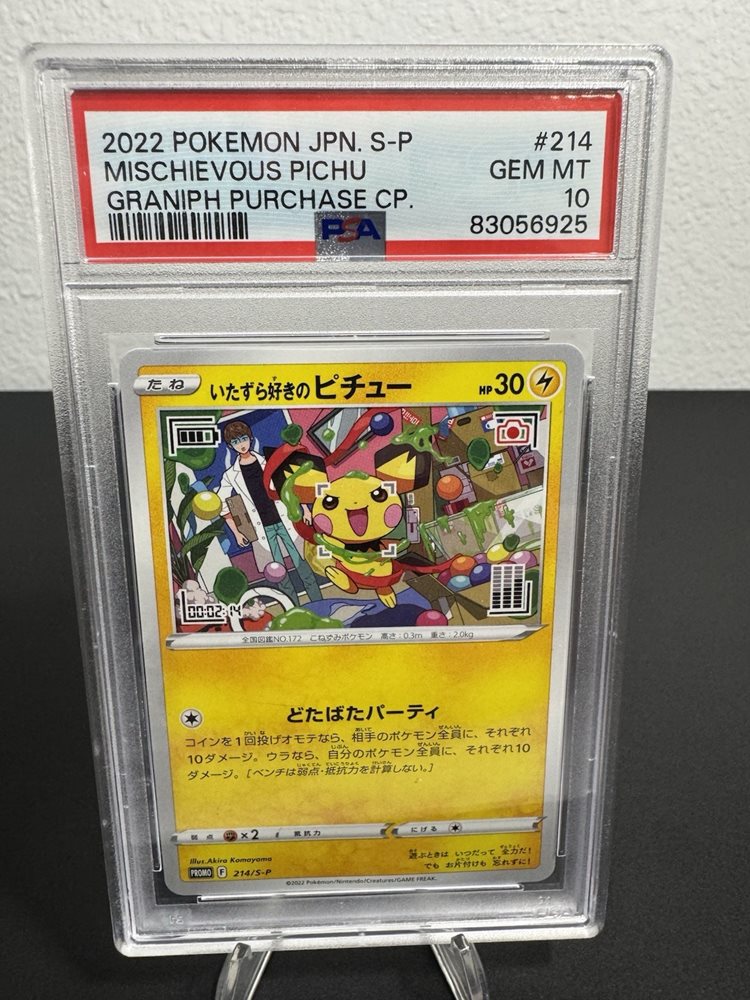 2022 POKEMON JPN. S-P #214
MISCHIEVOUS PICHU GEM MT
GRANIPH PURCHASE CP. 10
PSA 83056925
たね いたずら好きのピチュー HP30
00:02:14
全国図鑑NO.172 こねずみポケモン 高さ:0.3m 重さ:2.0kg
どたばたパーティ
コインを1回投げオモテなら、相手のポケモン全員に、それぞれ
10ダメージ。ウラなら、自分のポケモン全員に、それぞれ10
ダメージ。[ベンチは弱点・抵抗力を計算しない。]
弱点 ×2 抵抗力 にげる
illus.Akira Komayama
遊ぶときは いつだって 全力だ!
でも お片付けも 忘れずに!
PROMO F 214/S-P
©2022 Pokémon/Nintendo/Creatures/GAME FREAK.